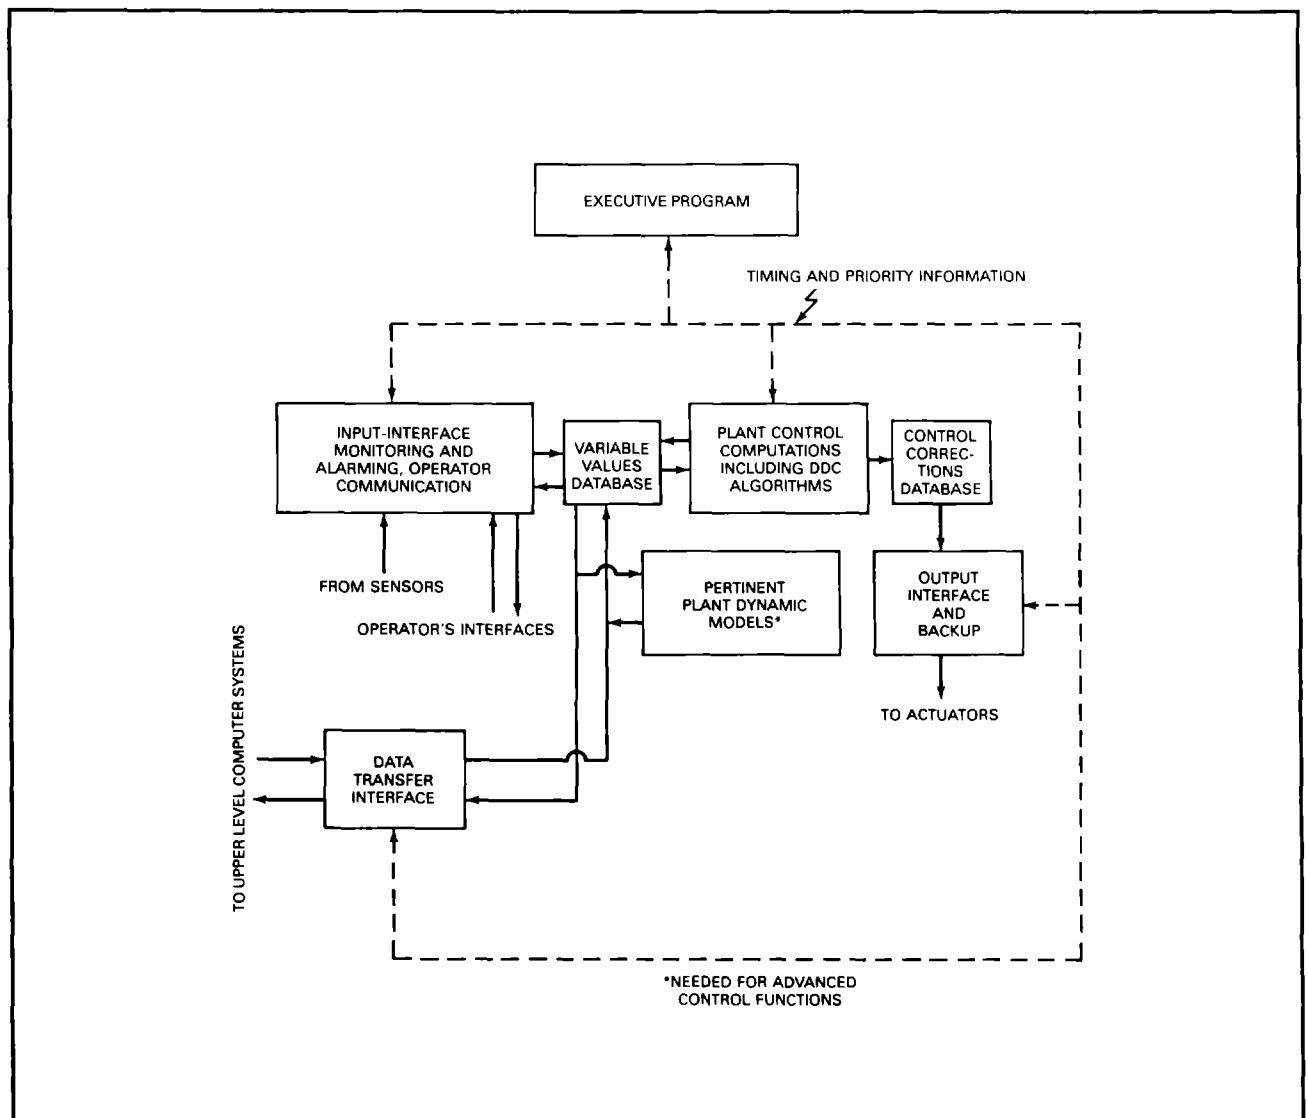 EXECUTIVE PROGRAM
TIMING AND PRIORITY INFORMATION
INPUT-INTERFACE
MONITORING AND
ALARMING, OPERATOR
COMMUNICATION
VARIABLE
VALUES
DATABASE
PLANT CONTROL
COMPUTATIONS
INCLUDING DDC
ALGORITHMS
CONTROL
CORREC-
TIONS
DATABASE
FROM SENSORS
OPERATOR'S INTERFACES
PERTINENT
PLANT DYNAMIC
MODELS*
OUTPUT
INTERFACE
AND
BACKUP
TO ACTUATORS
TO UPPER LEVEL COMPUTER SYSTEMS
DATA
TRANSFER
INTERFACE
*NEEDED FOR ADVANCED
CONTROL FUNCTIONS